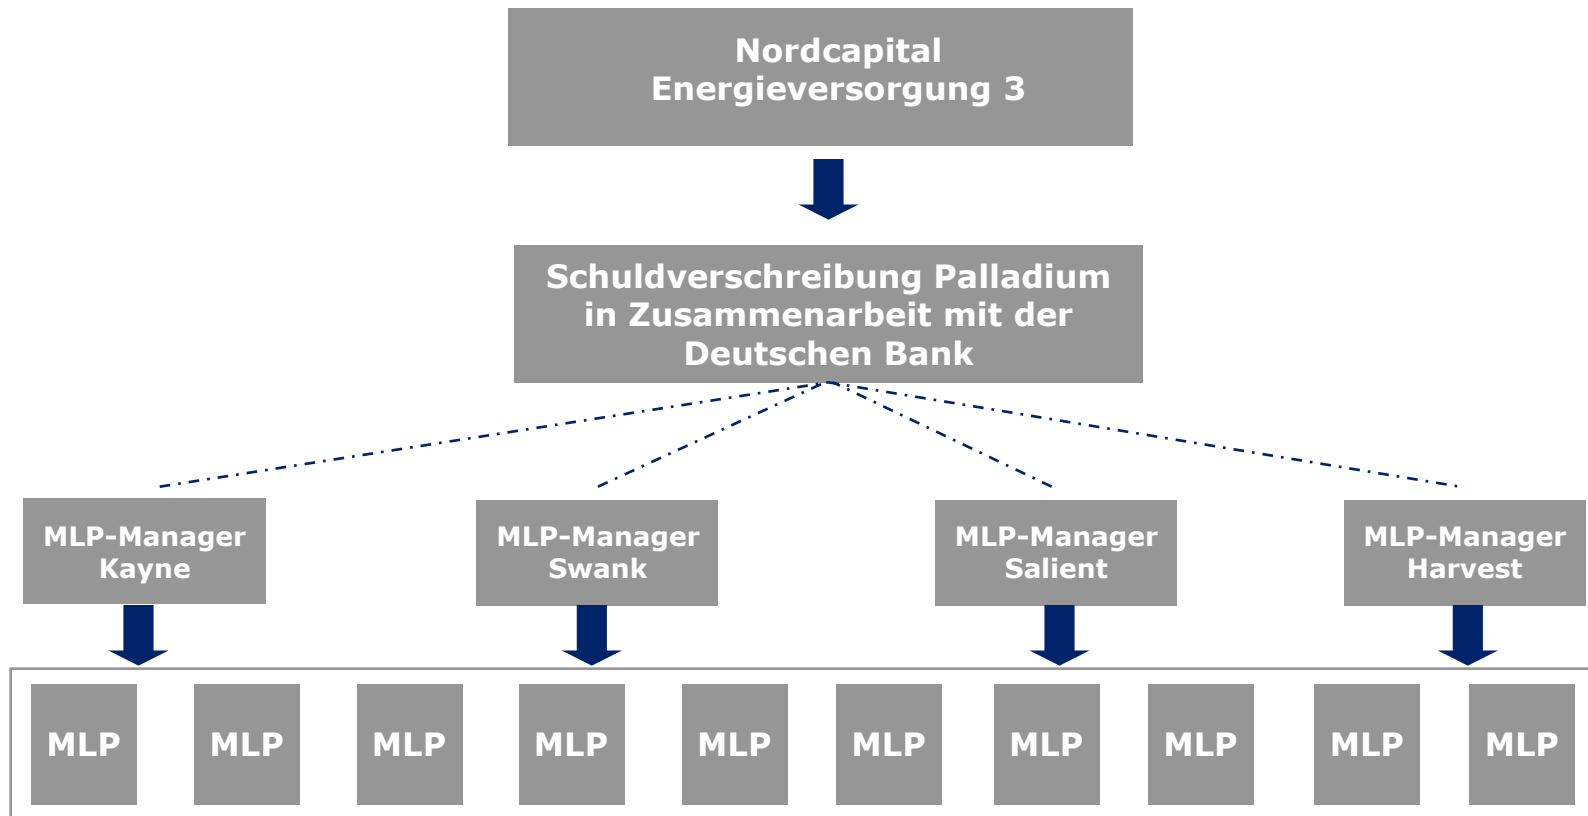 Nordcapital
Energieversorgung 3
Schuldverschreibung Palladium
in Zusammenarbeit mit der
Deutschen Bank
MLP-Manager
Kayne
MLP-Manager
Swank
MLP-Manager
Salient
MLP-Manager
Harvest
MLP
MLP
MLP
MLP
MLP
MLP
MLP
MLP
MLP
MLP